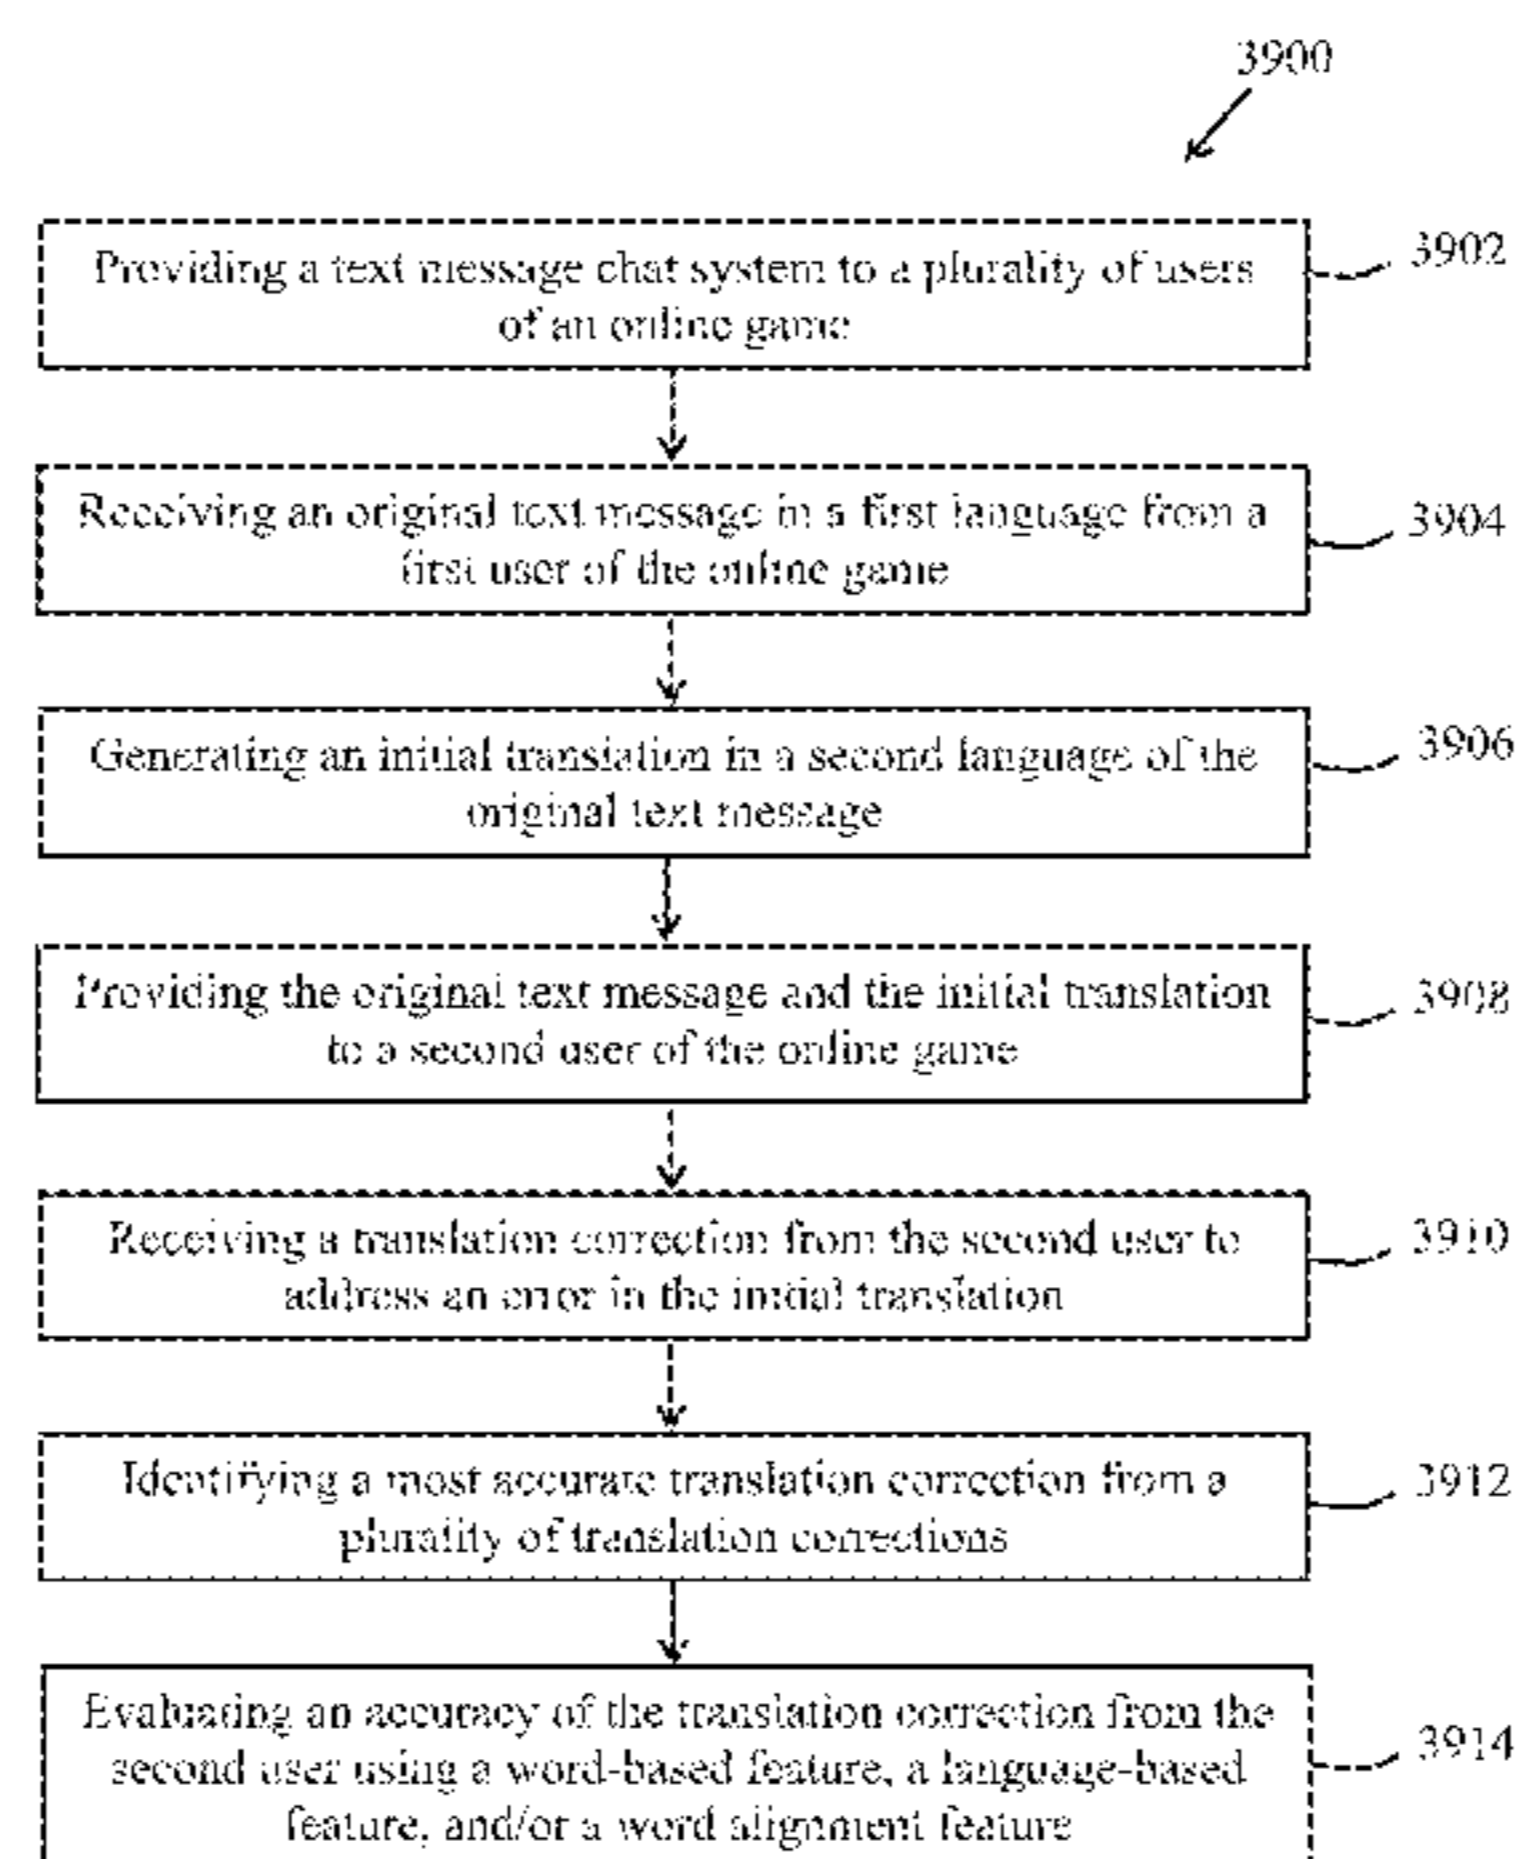 3900
Providing a text message chat system to a plurality of users
of an online game
3902
Receiving an original text message in a first language from a
first user of the online game
3904
Generating an initial translation in a second language of the
original text message
3906
Providing the original text message and the initial translation
to a second user of the online game
3908
Receiving a translation correction from the second user to
address an error in the initial translation
3910
Identifying a most accurate translation correction from a
plurality of translation corrections
3912
Evaluating an accuracy of the translation correction from the
second user using a word-based feature, a language-based
feature, and/or a word alignment feature
3914